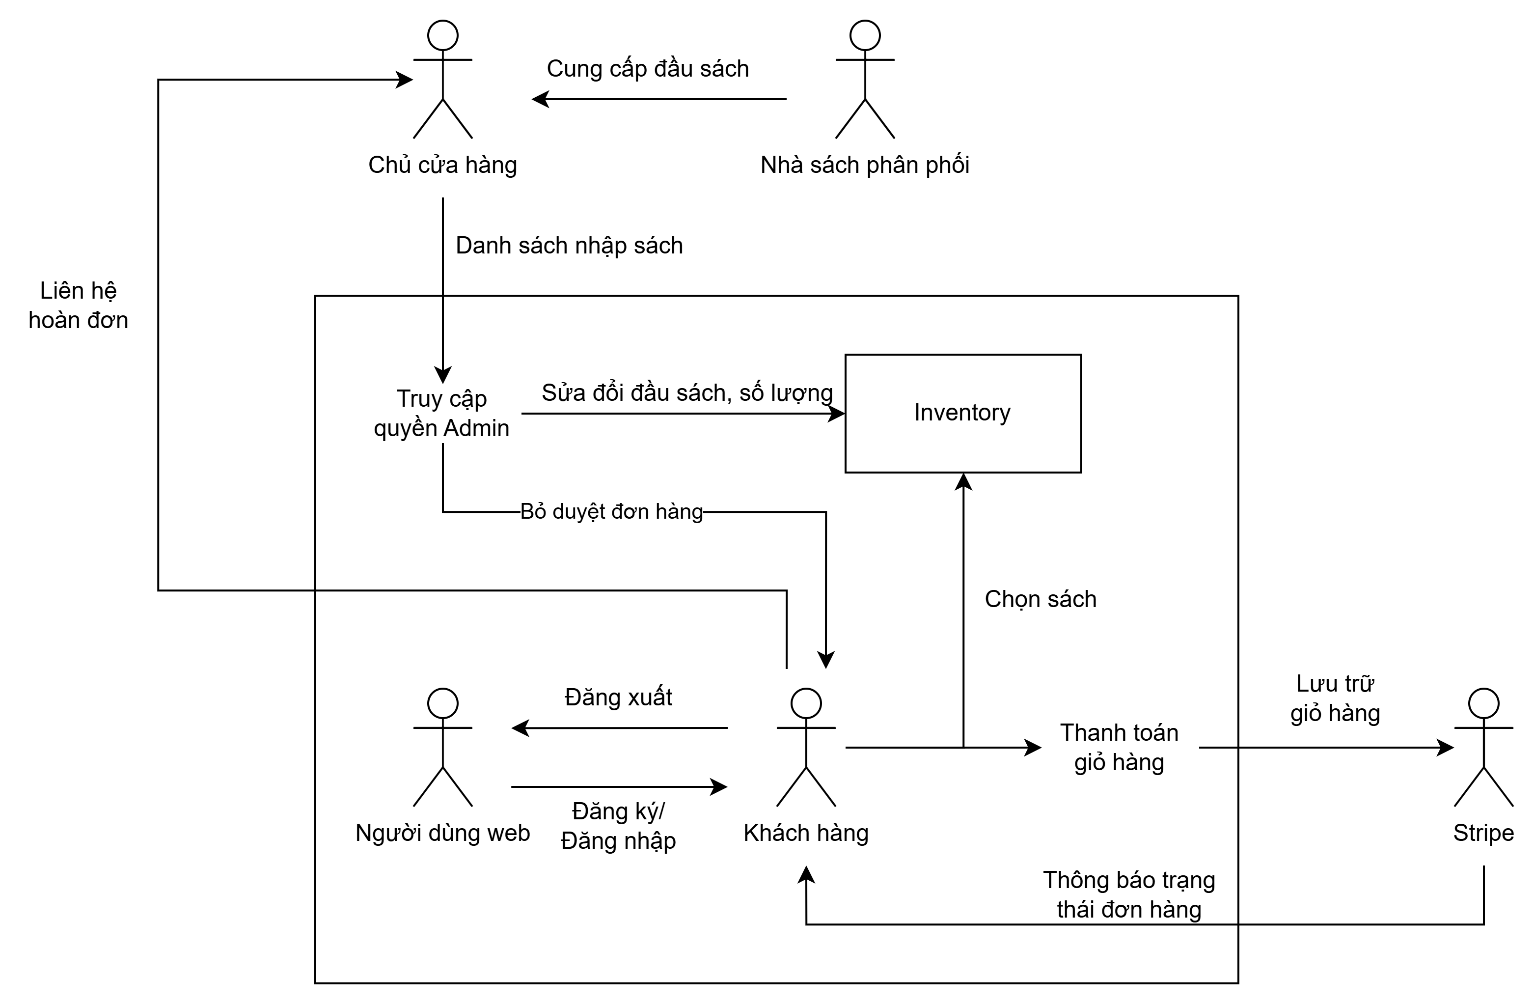 Cung cấp đầu sách
Chủ cửa hàng
Nhà sách phân phối
Danh sách nhập sách
Liên hệ
hoàn đơn
Truy cập
quyền Admin
Sửa đổi đầu sách, số lượng
Inventory
Bỏ duyệt đơn hàng
Chọn sách
Đăng xuất
Đăng ký/
Đăng nhập
Người dùng web
Khách hàng
Thanh toán
giỏ hàng
Lưu trữ
giỏ hàng
Stripe
Thông báo trạng
thái đơn hàng